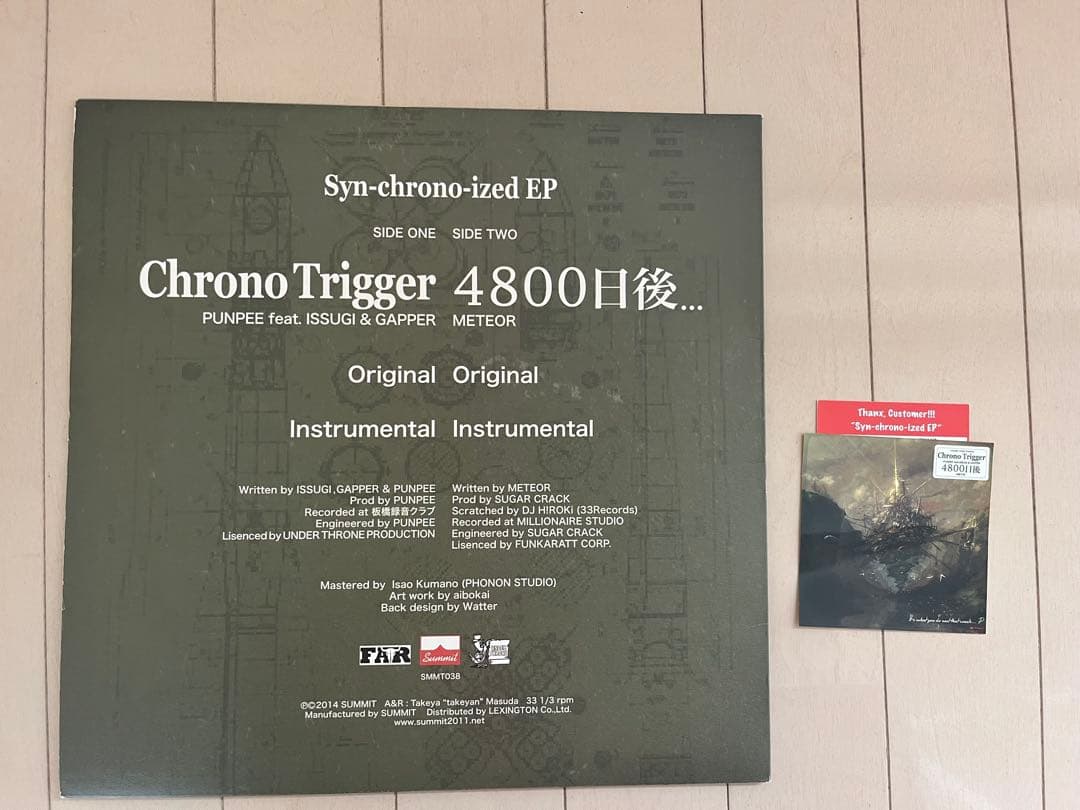 Syn-chrono-ized EP
SIDE ONE SIDE TWO
Chrono Trigger 4800日後...
PUNPEE feat. ISSUGI & GAPPER METEOR
Original Original
Instrumental Instrumental
Written by ISSUGI,GAPPER & PUNPEE
Prod by PUNPEE
Recorded at 板橋録音クラブ
Engineered by PUNPEE
Lisenced by UNDER THRONE PRODUCTION
Written by METEOR
Prod by SUGAR CRACK
Scratched by DJ H!ROKi (33Records)
Recorded at MILLIONAIRE STUDIO
Engineered by SUGAR CRACK
Lisenced by FUNKARATT CORP.
Mastered by Isao Kumano (PHONON STUDIO)
Art work by aibokai
Back design by Watter
FAR
Summit
SMMT038
℗©2014 SUMMIT A&R : Takeya "takeyan" Masuda 33 1/3 rpm
Manufactured by SUMMIT Distributed by LEXINGTON Co.,Ltd.
www.summit2011.net
Thanx, Customer!!!
"Syn-chrono-ized EP"
Chrono Trigger
4800日後